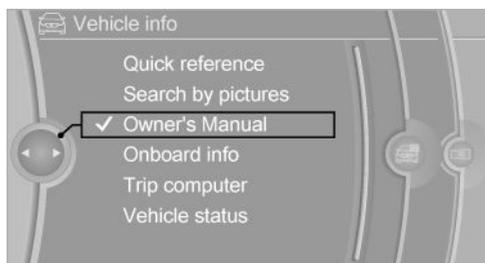 Vehicle info
Quick reference
Search by pictures
Owner's Manual
Onboard info
Trip computer
Vehicle status